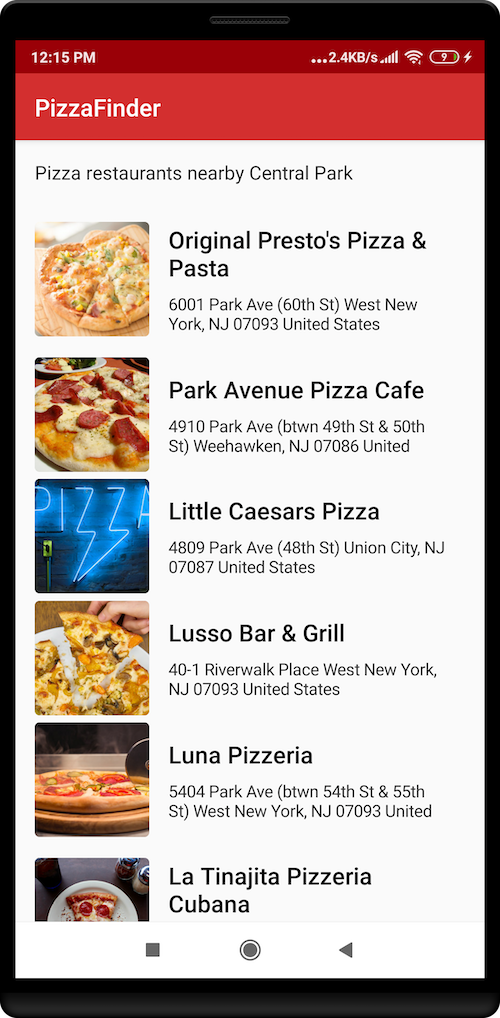 12:15 PM ...2.4KB/s 9
PizzaFinder
Pizza restaurants nearby Central Park
Original Presto's Pizza &
Pasta
6001 Park Ave (60th St) West New
York, NJ 07093 United States
Park Avenue Pizza Cafe
4910 Park Ave (btwn 49th St & 50th
St) Weehawken, NJ 07086 United
PIZZA
Little Caesars Pizza
4809 Park Ave (48th St) Union City, NJ
07087 United States
Lusso Bar & Grill
40-1 Riverwalk Place West New York,
NJ 07093 United States
Luna Pizzeria
5404 Park Ave (btwn 54th St & 55th
St) West New York, NJ 07093 United
La Tinajita Pizzeria
Cubana